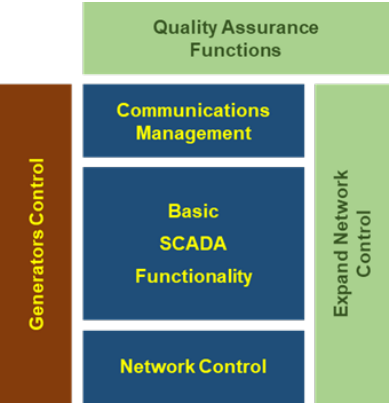 Quality Assurance
Functions
Communications
Management
Generators Control
Basic
SCADA
Functionality
Expand Network
Control
Network Control